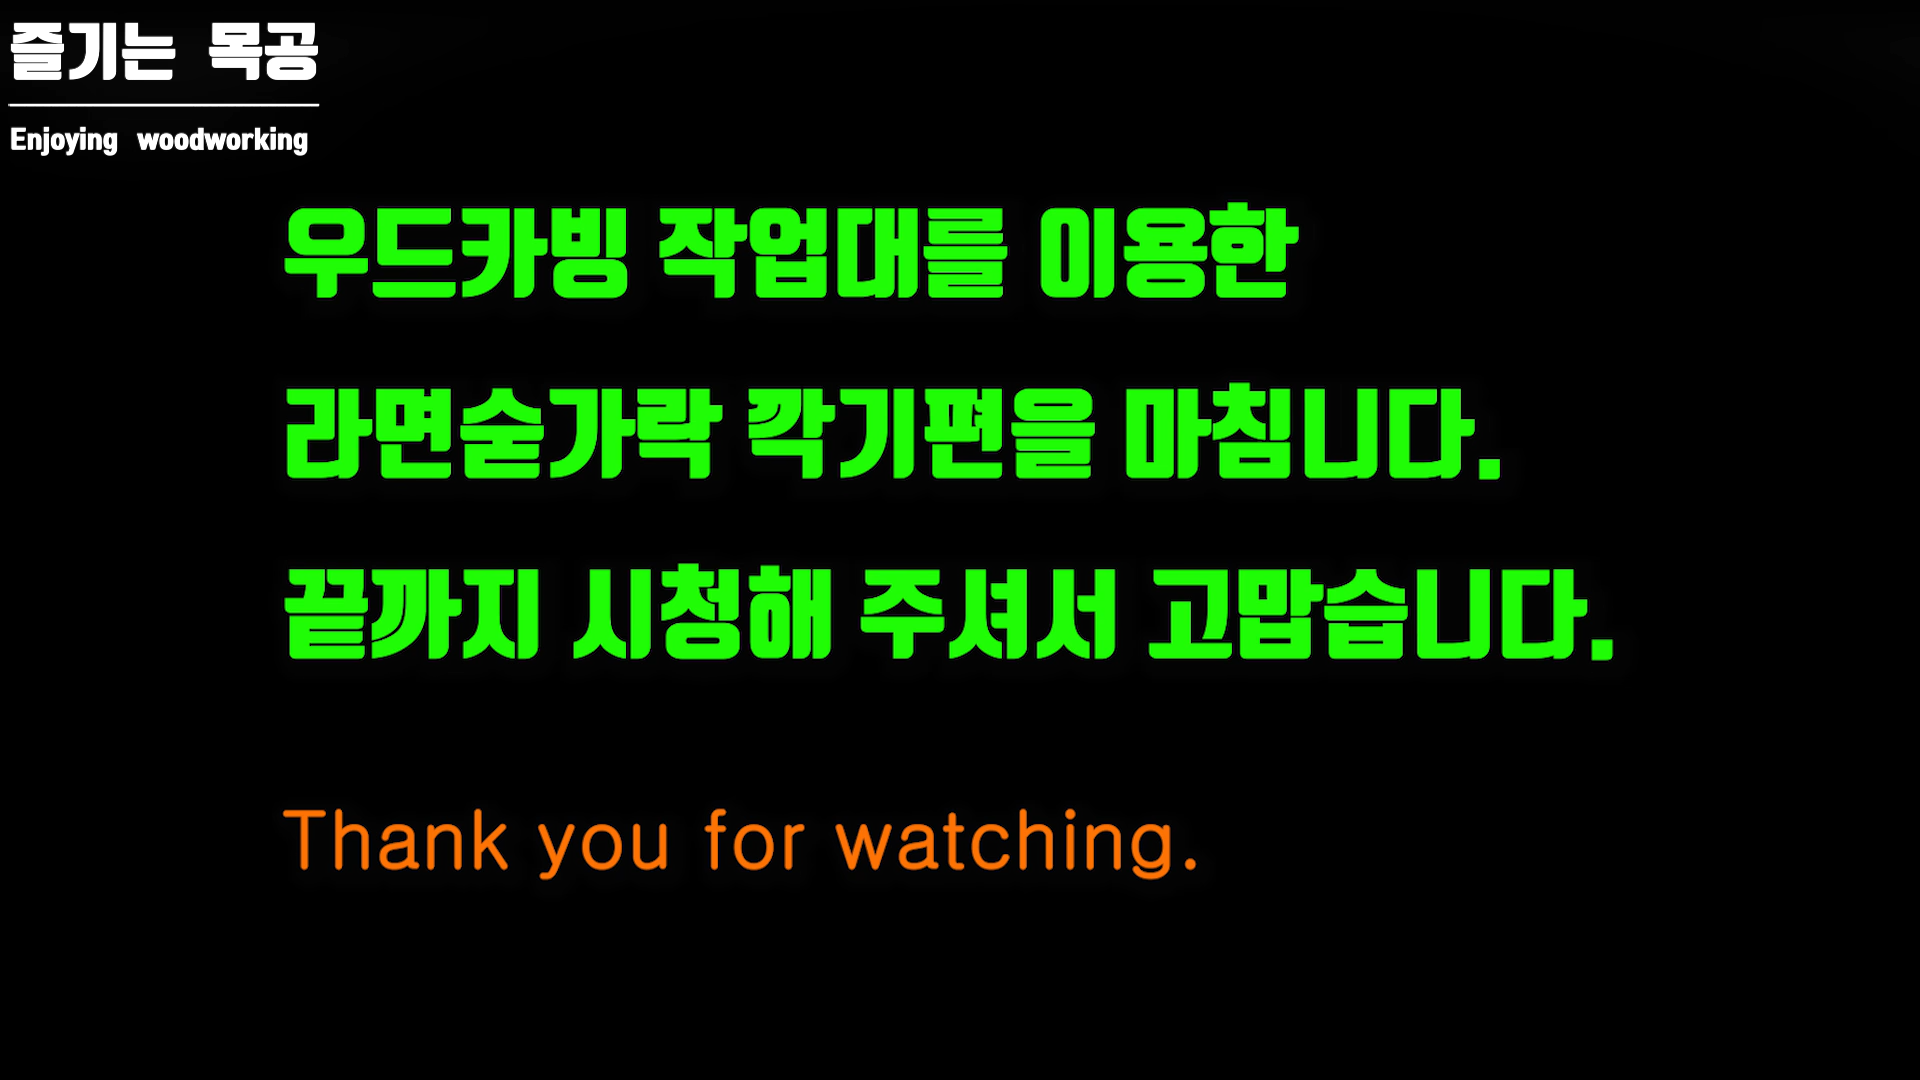 즐기는 목공
Enjoying woodworking
우드카빙 작업대를 이용한
라면숟가락 깍기편을 마침니다.
끝까지 시청해 주셔서 고맙습니다.
Thank you for watching.